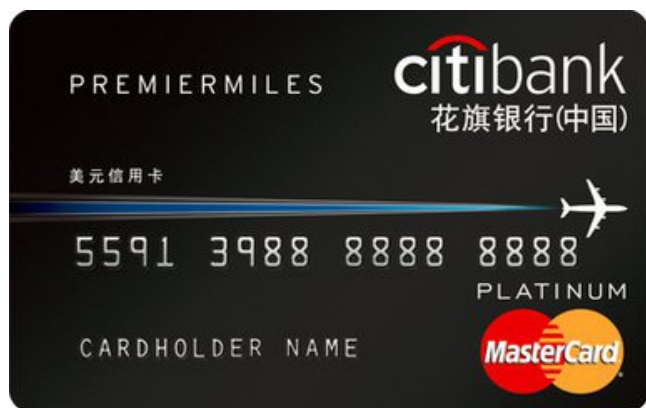 citibank
PREMIERMILES
花旗银行(中国)
美元信用卡
5591 3988 8888 8888
PLATINUM
CARDHOLDER NAME
MasterCard